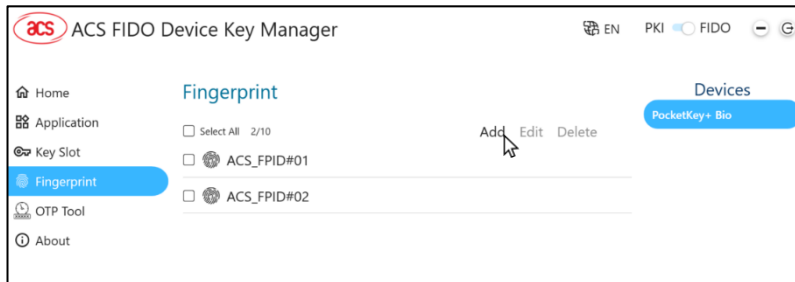 acs ACS FIDO Device Key Manager EN PKI FIDO
Home
Application
Key Slot
Fingerprint
OTP Tool
About
Fingerprint
Select All 2/10 Add Edit Delete
ACS_FPID#01
ACS_FPID#02
Devices
PocketKey+ Bio